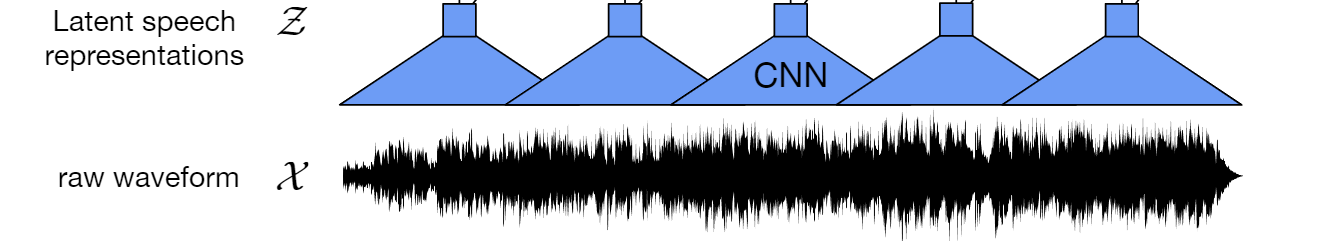 Latent speech 𝒵
representations
CNN
raw waveform 𝒳